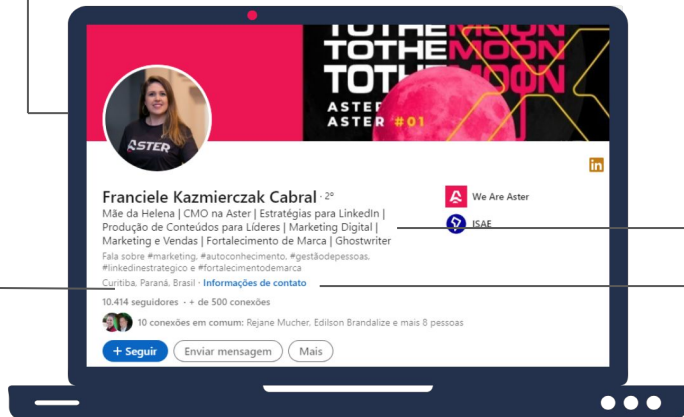 TOTHEMOON
TOTHEMOON
TOTHEMOON
ASTER
ASTER #01
ASTER
in
Franciele Kazmierczak Cabral · 2º
We Are Aster
Mãe da Helena | CMO na Aster | Estratégias para LinkedIn |
ISAE
Produção de Conteúdos para Líderes | Marketing Digital |
Marketing e Vendas | Fortalecimento de Marca | Ghostwriter
Fala sobre #marketing, #autoconhecimento, #gestãodepessoas,
#linkedinestrategico e #fortalecimentodemarca
Curitiba, Paraná, Brasil · Informações de contato
10.414 seguidores · + de 500 conexões
10 conexões em comum: Rejane Mucher, Edilson Brandalize e mais 8 pessoas
+ Seguir
Enviar mensagem
Mais